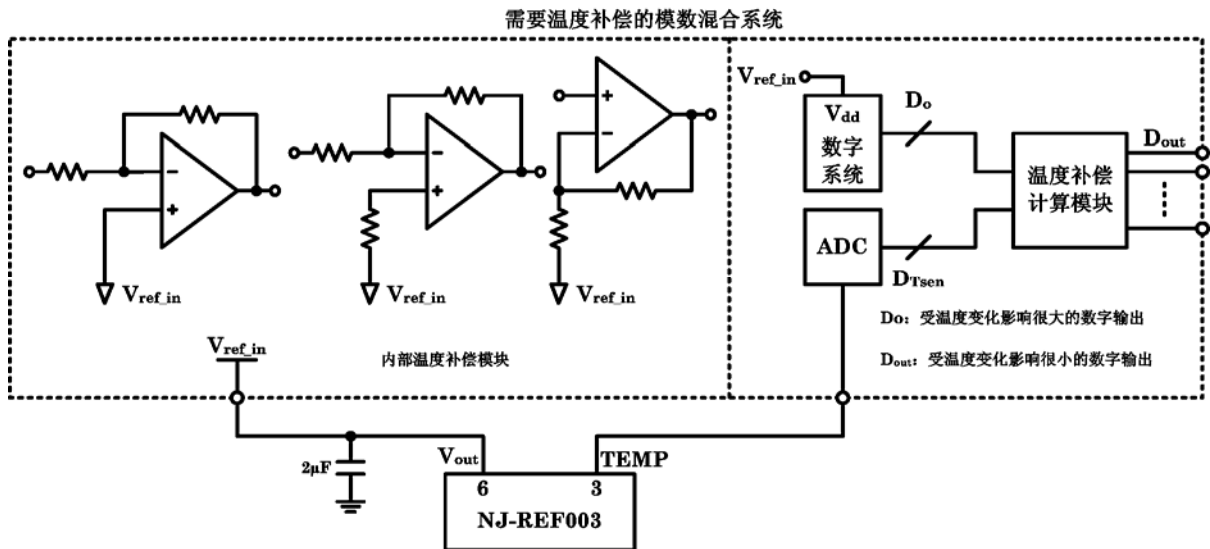 需要温度补偿的模数混合系统
−
+
Vref_in
−
+
Vref_in
+
−
Vref_in
Vref_in
内部温度补偿模块
Vref_in
Vdd
数字
系统
Do
ADC
DTsen
温度补偿
计算模块
Dout
Do：受温度变化影响很大的数字输出
Dout：受温度变化影响很小的数字输出
2μF
Vout
TEMP
6
3
NJ-REF003